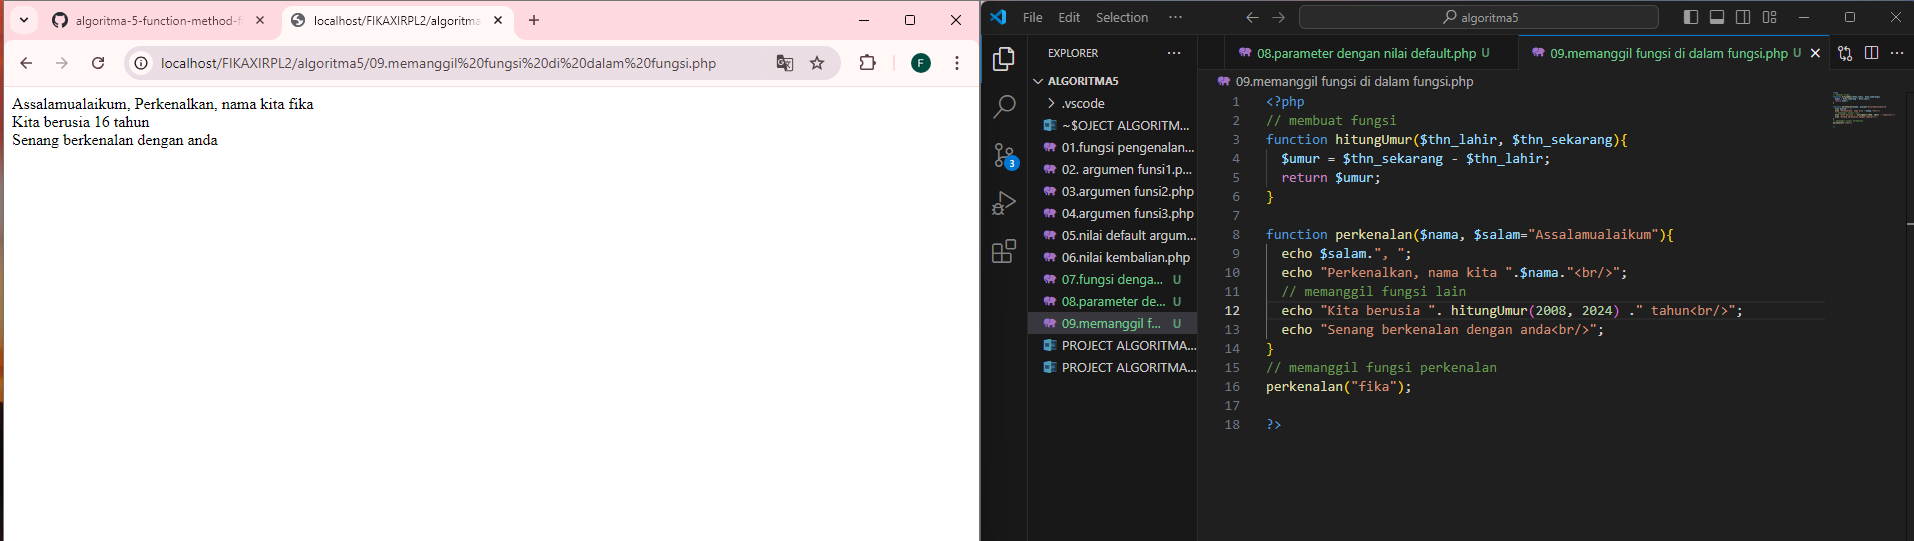 algoritma-5-function-method-f
localhost/FIKAXIRPL2/algoritma
localhost/FIKAXIRPL2/algoritma5/09.memanggil%20fungsi%20di%20dalam%20fungsi.php
F
Assalamualaikum, Perkenalkan, nama kita fika
Kita berusia 16 tahun
Senang berkenalan dengan anda
File Edit Selection ...
algoritma5
EXPLORER ...
ALGORITMA5
.vscode
~$OJECT ALGORITM...
01.fungsi pengenalan...
02. argumen funsi1.p...
03.argumen funsi2.php
04.argumen funsi3.php
05.nilai default argum...
06.nilai kembalian.php
07.fungsi denga... U
08.parameter de... U
09.memanggil f... U
PROJECT ALGORITMA...
PROJECT ALGORITMA...
3
08.parameter dengan nilai default.php U
09.memanggil fungsi di dalam fungsi.php U
09.memanggil fungsi di dalam fungsi.php
1 <?php
2 // membuat fungsi
3 function hitungUmur($thn_lahir, $thn_sekarang){
4 $umur = $thn_sekarang - $thn_lahir;
5 return $umur;
6 }
7
8 function perkenalan($nama, $salam="Assalamualaikum"){
9 echo $salam.", ";
10 echo "Perkenalkan, nama kita ".$nama."<br/>";
11 // memanggil fungsi lain
12 echo "Kita berusia ". hitungUmur(2008, 2024) ." tahun<br/>";
13 echo "Senang berkenalan dengan anda<br/>";
14 }
15 // memanggil fungsi perkenalan
16 perkenalan("fika");
17
18 ?>